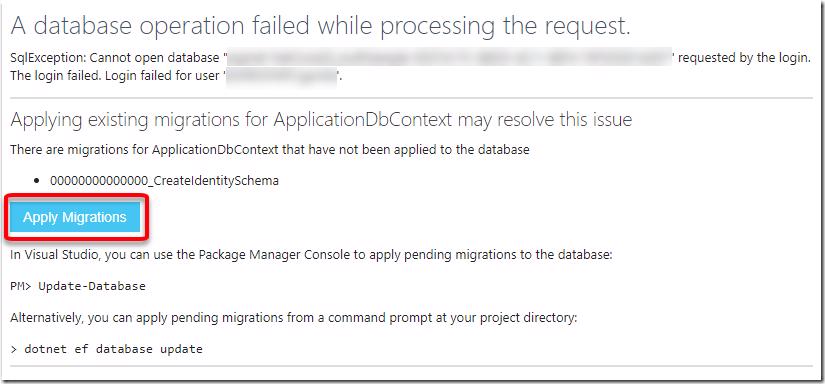 A database operation failed while processing the request.
SqlException: Cannot open database "" requested by the login.
The login failed. Login failed for user ''.
Applying existing migrations for ApplicationDbContext may resolve this issue
There are migrations for ApplicationDbContext that have not been applied to the database
• 00000000000000_CreateIdentitySchema
Apply Migrations
In Visual Studio, you can use the Package Manager Console to apply pending migrations to the database:
PM> Update-Database
Alternatively, you can apply pending migrations from a command prompt at your project directory:
> dotnet ef database update